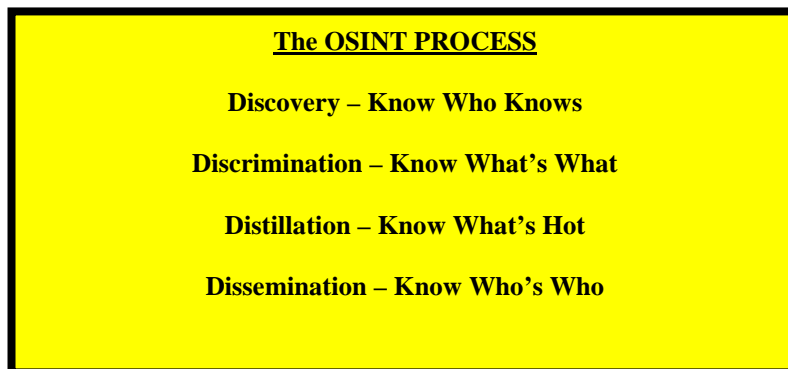 The OSINT PROCESS
Discovery – Know Who Knows
Discrimination – Know What’s What
Distillation – Know What’s Hot
Dissemination – Know Who’s Who